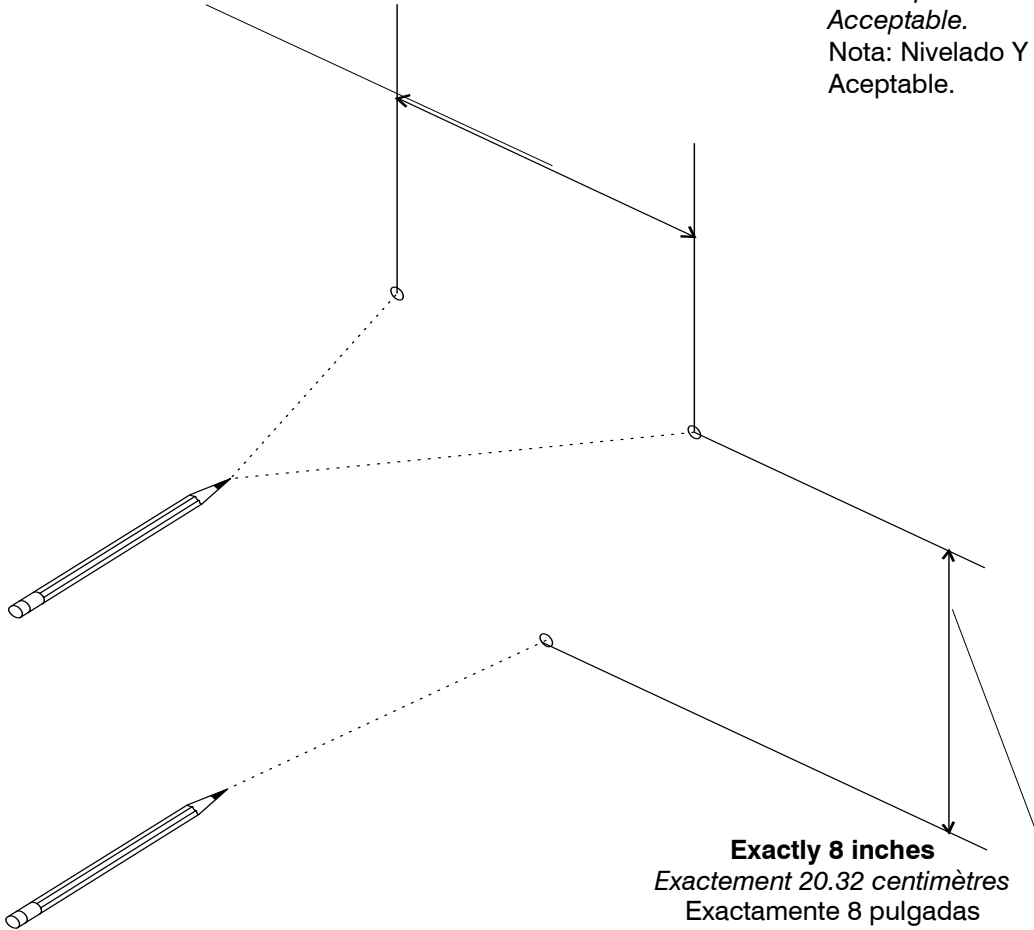 Acceptable.
Nota: Nivelado Y
Aceptable.
Exactly 8 inches
Exactement 20.32 centimètres
Exactamente 8 pulgadas